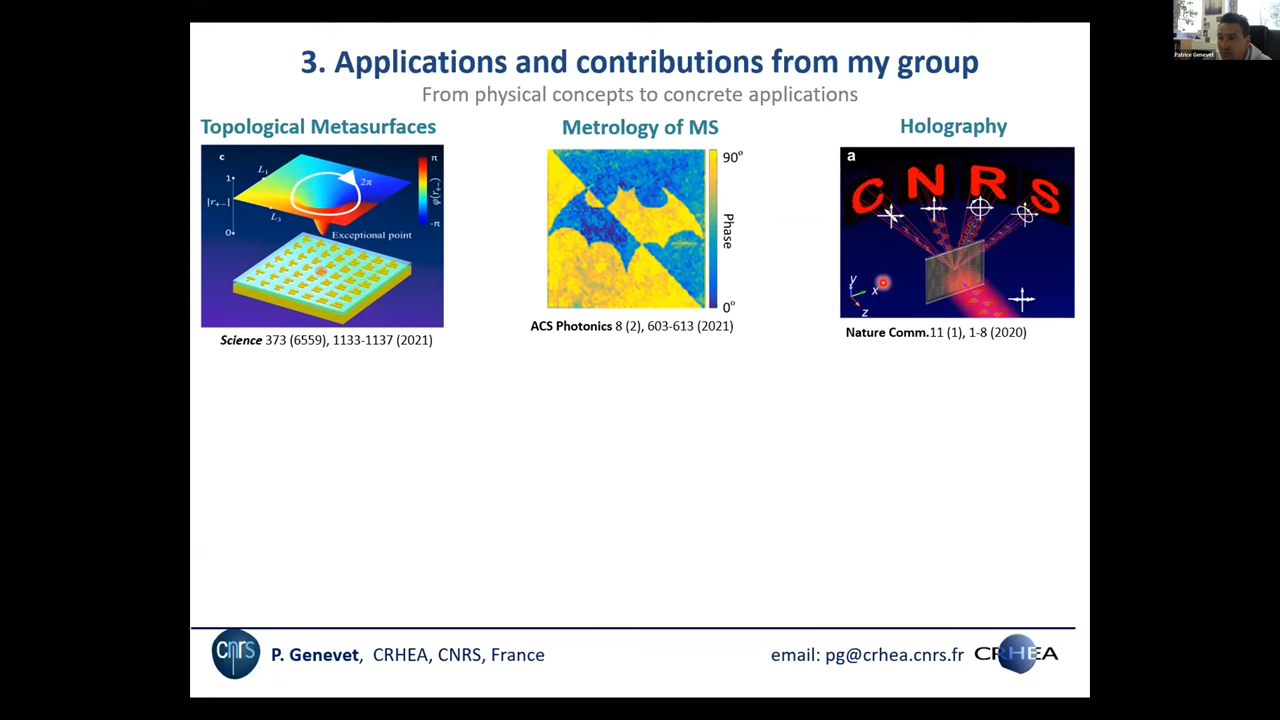 Patrice Genevet
3. Applications and contributions from my group
From physical concepts to concrete applications
Topological Metasurfaces
c
L₁
1
2π
|r₊₋|
L₃
0
Exceptional point
π
φ(r₊₋)
-π
Science 373 (6559), 1133-1137 (2021)
Metrology of MS
90°
Phase
0°
ACS Photonics 8 (2), 603-613 (2021)
Holography
a
C N R S
y
x
z
Nature Comm.11 (1), 1-8 (2020)
cnrs
P. Genevet, CRHEA, CNRS, France
email: pg@crhea.cnrs.fr
CRHEA